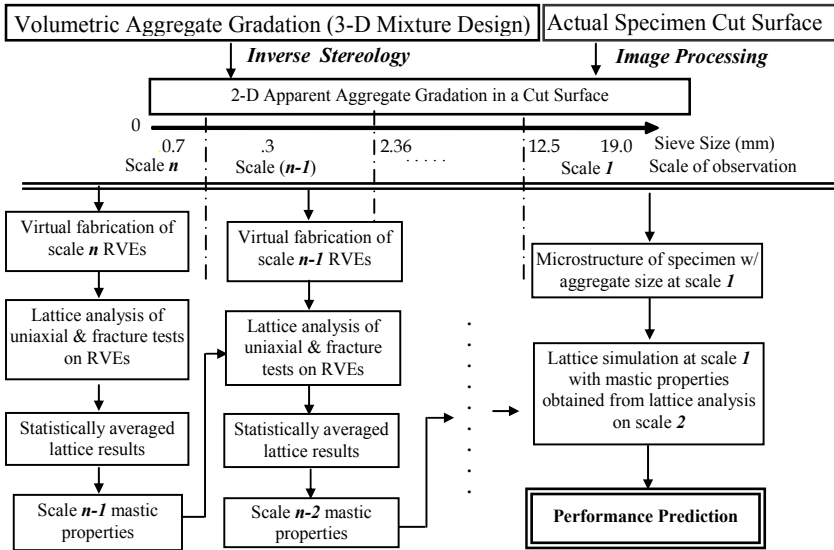 Volumetric Aggregate Gradation (3-D Mixture Design)
Actual Specimen Cut Surface
Inverse Stereology
Image Processing
2-D Apparent Aggregate Gradation in a Cut Surface
0
0.7 .3 2.36 12.5 19.0 Sieve Size (mm)
Scale n Scale (n-1) ..... Scale 1 Scale of observation
Virtual fabrication of
scale n RVEs
Lattice analysis of
uniaxial & fracture tests
on RVEs
Statistically averaged
lattice results
Scale n-1 mastic
properties
Virtual fabrication of
scale n-1 RVEs
Lattice analysis of
uniaxial & fracture
tests on RVEs
Statistically averaged
lattice results
Scale n-2 mastic
properties
Microstructure of specimen w/
aggregate size at scale 1
Lattice simulation at scale 1
with mastic properties
obtained from lattice analysis
on scale 2
Performance Prediction